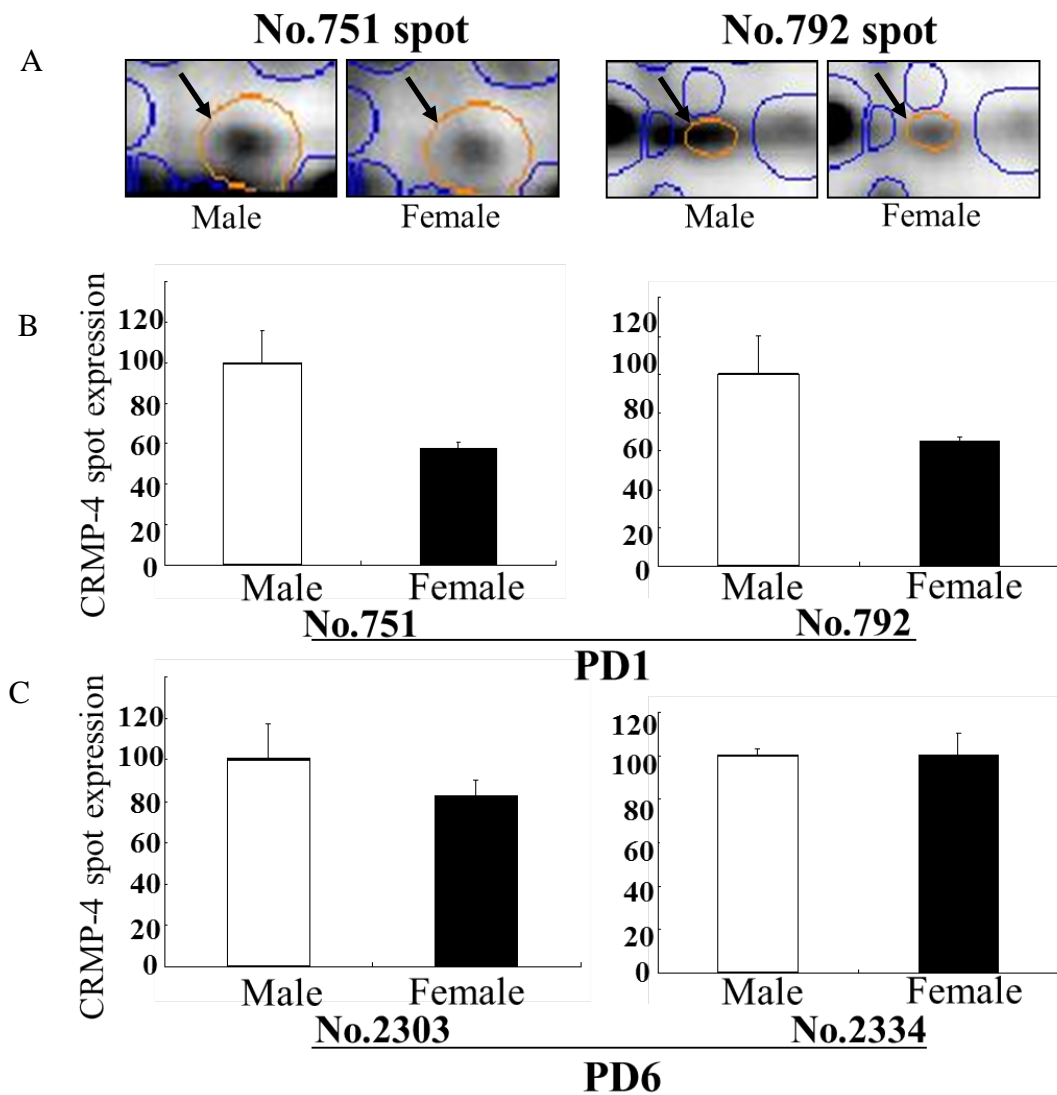 A
No.751 spot
No.792 spot
Male
Female
Male
Female
B
CRMP-4 spot expression
120
100
80
60
40
20
0
Male
Female
No.751
120
100
80
60
40
20
0
Male
Female
No.792
PD1
C
CRMP-4 spot expression
120
100
80
60
40
20
0
Male
Female
No.2303
120
100
80
60
40
20
0
Male
Female
No.2334
PD6